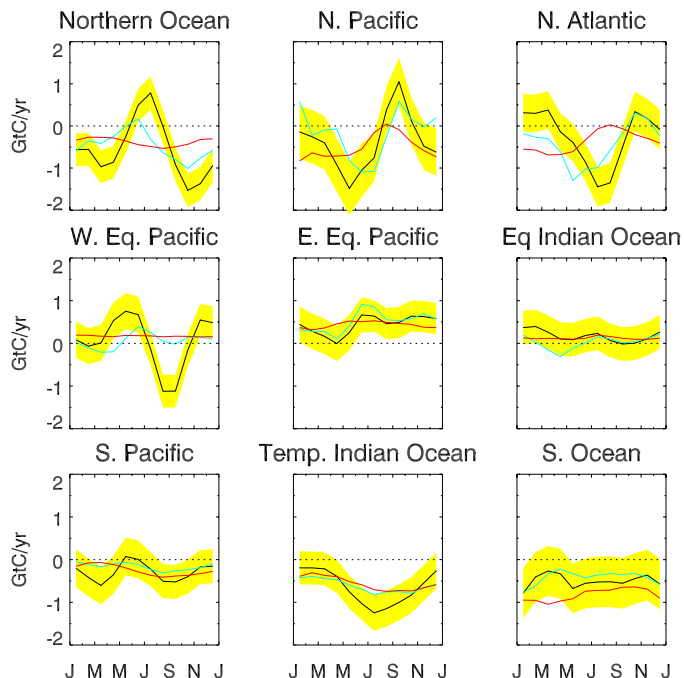 Northern Ocean N. Pacific N. Atlantic
2
1
0
-1
-2
GtC/yr
W. Eq. Pacific E. Eq. Pacific Eq Indian Ocean
2
1
0
-1
-2
GtC/yr
S. Pacific Temp. Indian Ocean S. Ocean
2
1
0
-1
-2
GtC/yr
J M M J S N J J M M J S N J J M M J S N J